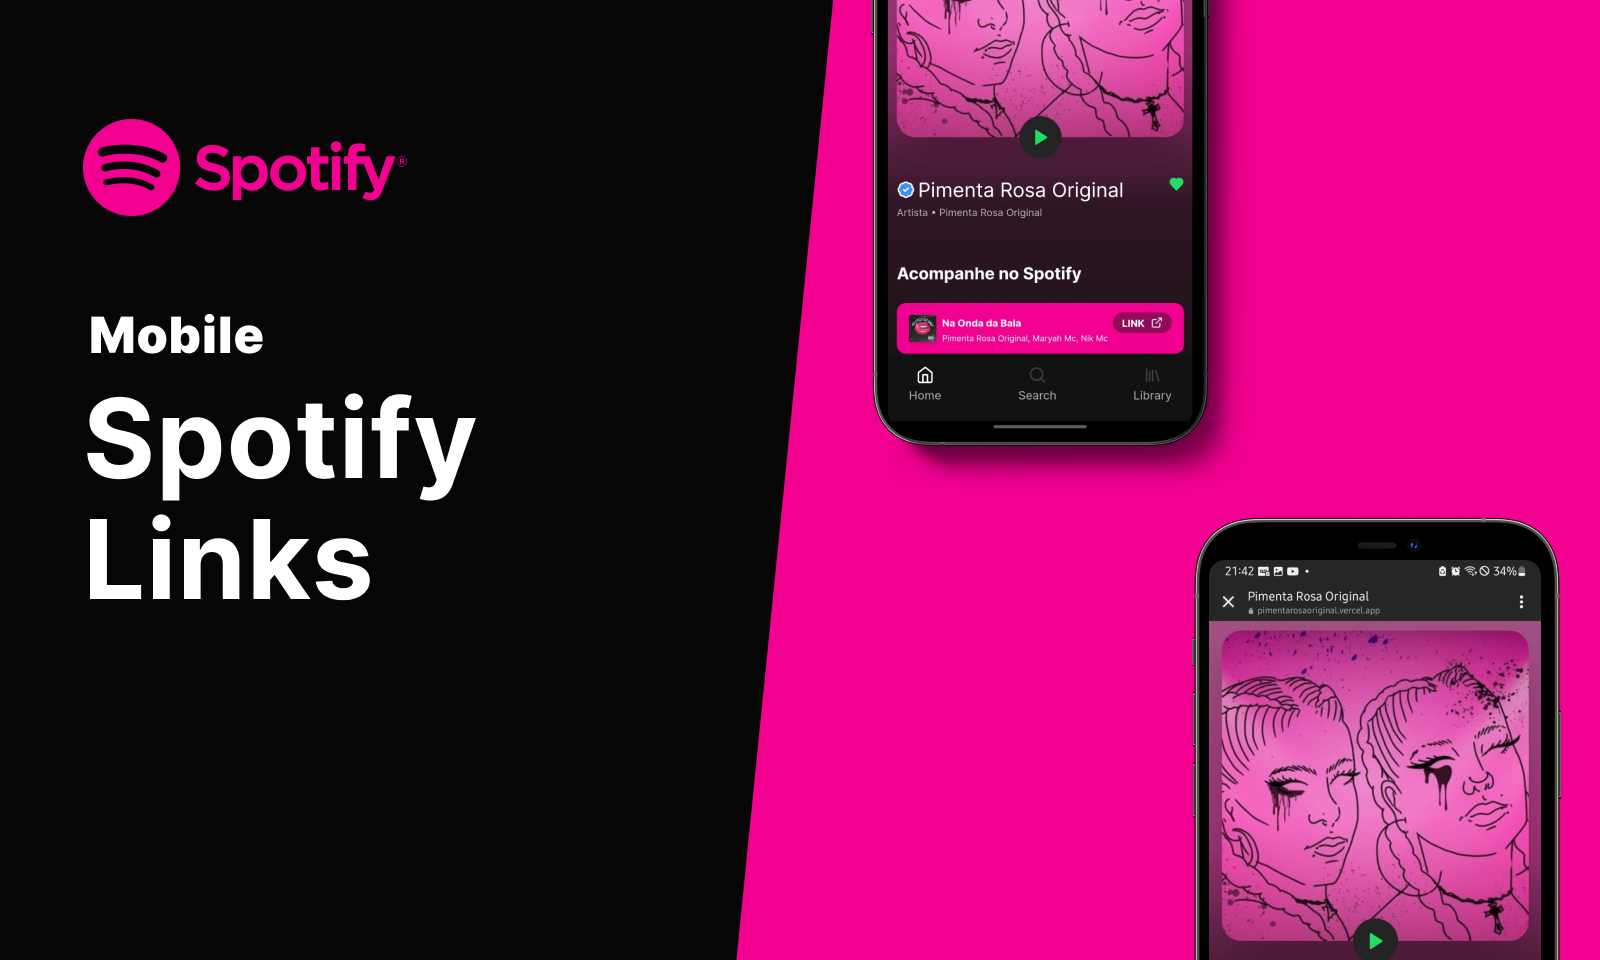 Spotify®
Mobile
Spotify
Links
Pimenta Rosa Original
Artista • Pimenta Rosa Original
Acompanhe no Spotify
Na Onda da Bala
Pimenta Rosa Original, Maryah Mc, Nik Mc
LINK
Home Search Library
21:42 34%
Pimenta Rosa Original
pimentarosaoriginal.vercel.app